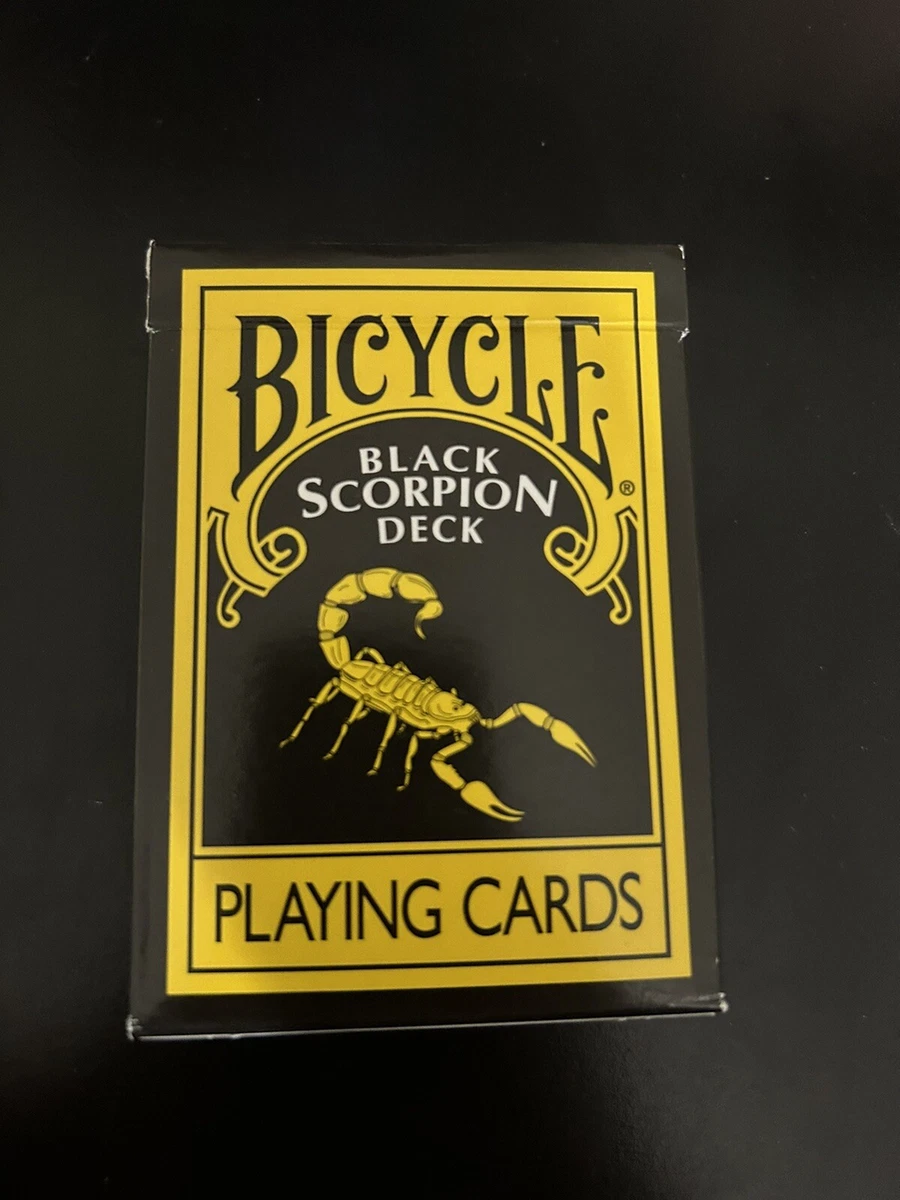 BICYCLE
®
BLACK
SCORPION
DECK
PLAYING CARDS